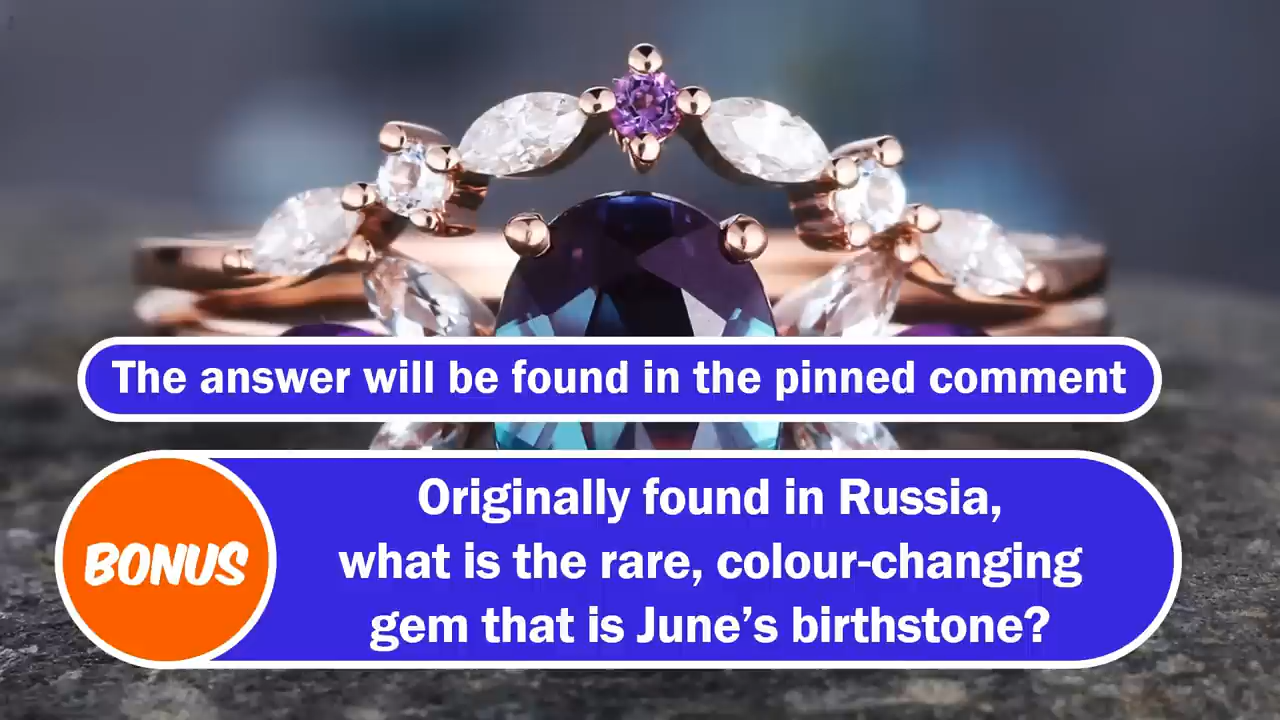 The answer will be found in the pinned comment
BONUS
Originally found in Russia,
what is the rare, colour-changing
gem that is June’s birthstone?